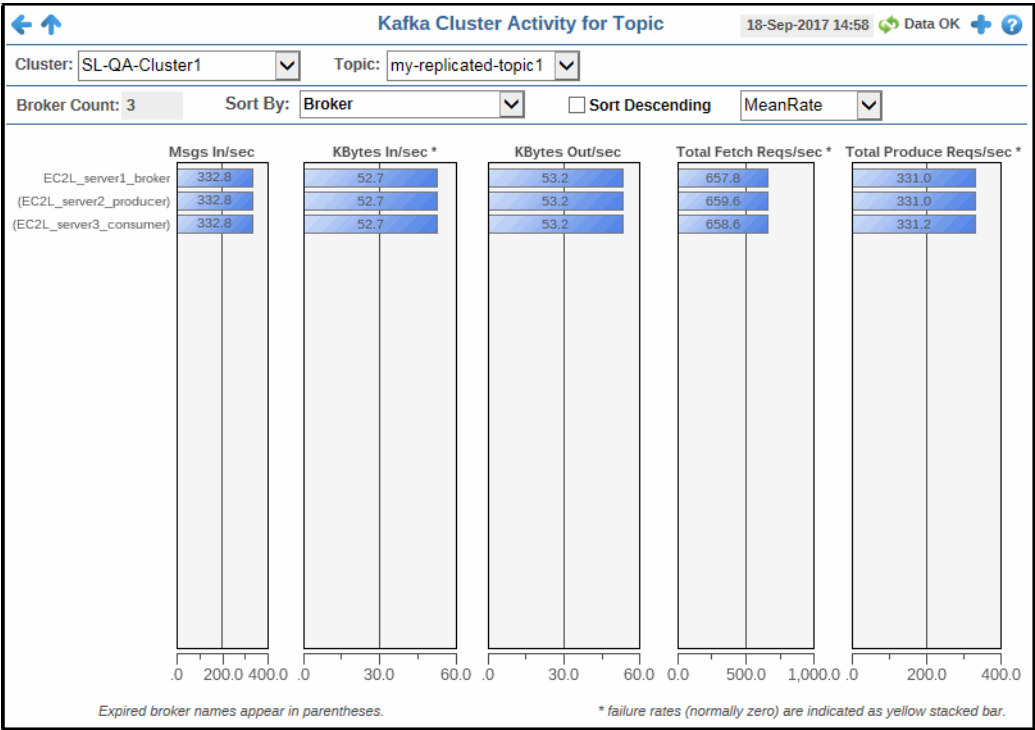 Kafka Cluster Activity for Topic 18-Sep-2017 14:58 Data OK
Cluster: SL-QA-Cluster1 Topic: my-replicated-topic1
Broker Count: 3 Sort By: Broker Sort Descending MeanRate
Msgs In/sec KBytes In/sec * KBytes Out/sec Total Fetch Reqs/sec * Total Produce Reqs/sec *
EC2L_server1_broker 332.8 52.7 53.2 657.8 331.0
(EC2L_server2_producer) 332.8 52.7 53.2 659.6 331.0
(EC2L_server3_consumer) 332.8 52.7 53.2 658.6 331.2
.0 200.0 400.0 .0 30.0 60.0 .0 30.0 60.0 0.0 500.0 1,000.0 .0 200.0 400.0
Expired broker names appear in parentheses. * failure rates (normally zero) are indicated as yellow stacked bar.